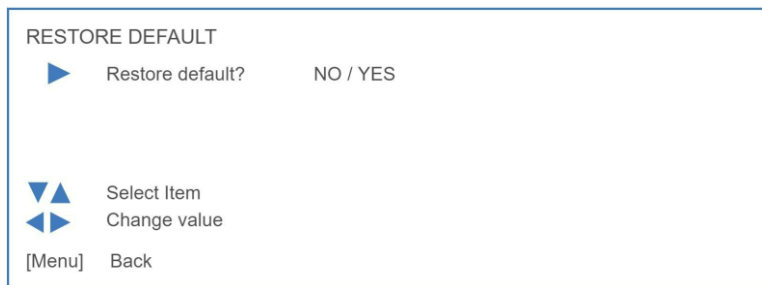 RESTORE DEFAULT
▶ Restore default? NO / YES
▼▲ Select Item
◀▶ Change value
[Menu] Back